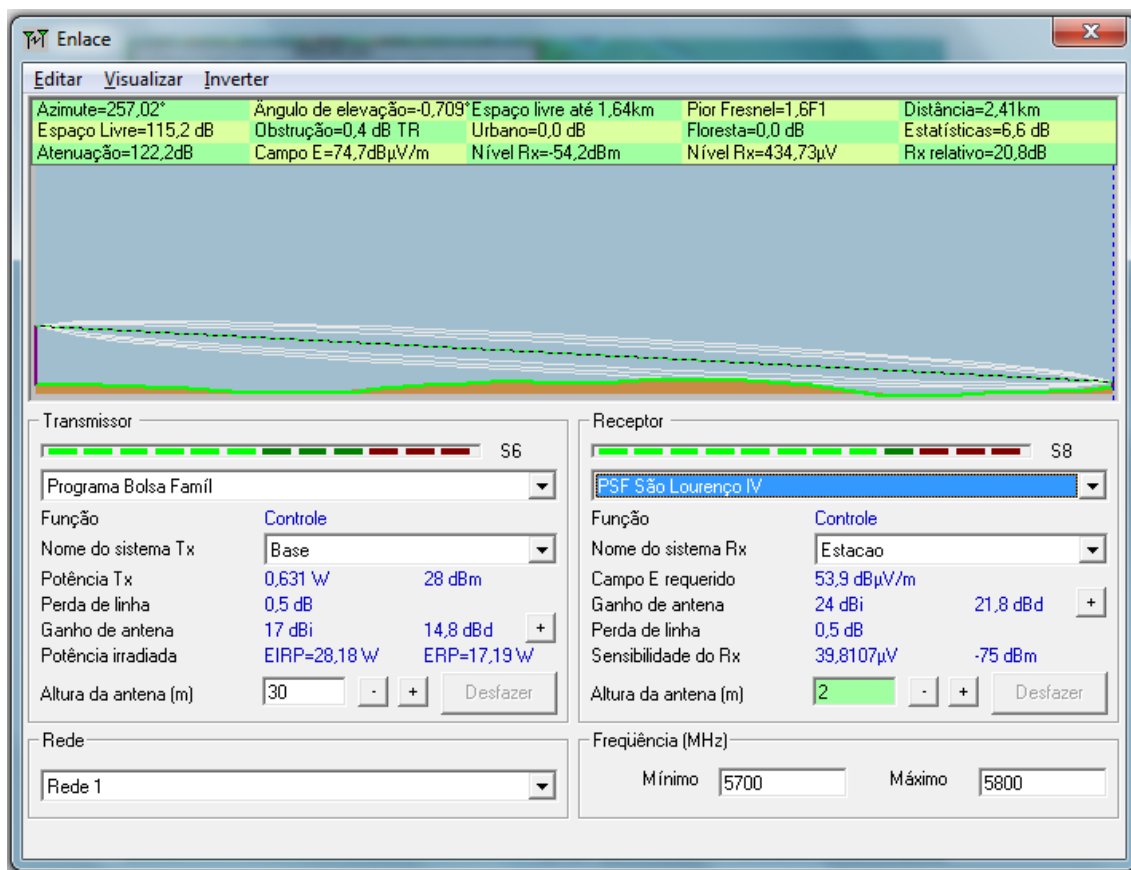 Enlace
Editar Visualizar Inverter
Azimute=257,02° Ângulo de elevação=-0,709° Espaço livre até 1,64km Pior Fresnel=1,6F1 Distância=2,41km
Espaço Livre=115,2 dB Obstrução=0,4 dB TR Urbano=0,0 dB Floresta=0,0 dB Estatísticas=6,6 dB
Atenuação=122,2dB Campo E=74,7dBµV/m Nível Rx=-54,2dBm Nível Rx=434,73µV Rx relativo=20,8dB
Transmissor
S6
Programa Bolsa Famíl
Função Controle
Nome do sistema Tx Base
Potência Tx 0,631 W 28 dBm
Perda de linha 0,5 dB
Ganho de antena 17 dBi 14,8 dBd +
Potência irradiada EIRP=28,18 W ERP=17,19 W
Altura da antena (m) 30 - + Desfazer
Receptor
S8
PSF São Lourenço IV
Função Controle
Nome do sistema Rx Estacao
Campo E requerido 53,9 dBµV/m
Ganho de antena 24 dBi 21,8 dBd +
Perda de linha 0,5 dB
Sensibilidade do Rx 39,8107µV -75 dBm
Altura da antena (m) 2 - + Desfazer
Rede
Rede 1
Freqüência (MHz)
Mínimo 5700 Máximo 5800